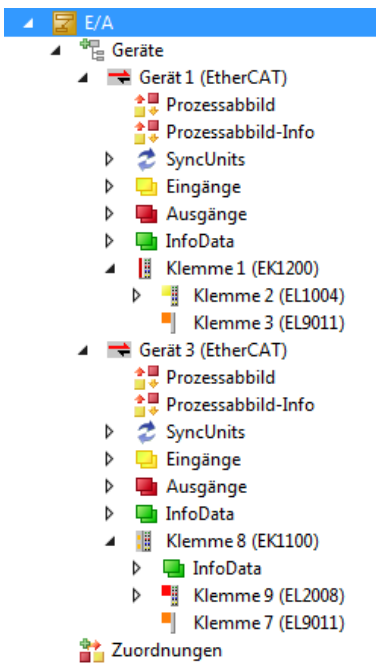 E/A
Geräte
Gerät 1 (EtherCAT)
Prozessabbild
Prozessabbild-Info
SyncUnits
Eingänge
Ausgänge
InfoData
Klemme 1 (EK1200)
Klemme 2 (EL1004)
Klemme 3 (EL9011)
Gerät 3 (EtherCAT)
Prozessabbild
Prozessabbild-Info
SyncUnits
Eingänge
Ausgänge
InfoData
Klemme 8 (EK1100)
InfoData
Klemme 9 (EL2008)
Klemme 7 (EL9011)
Zuordnungen